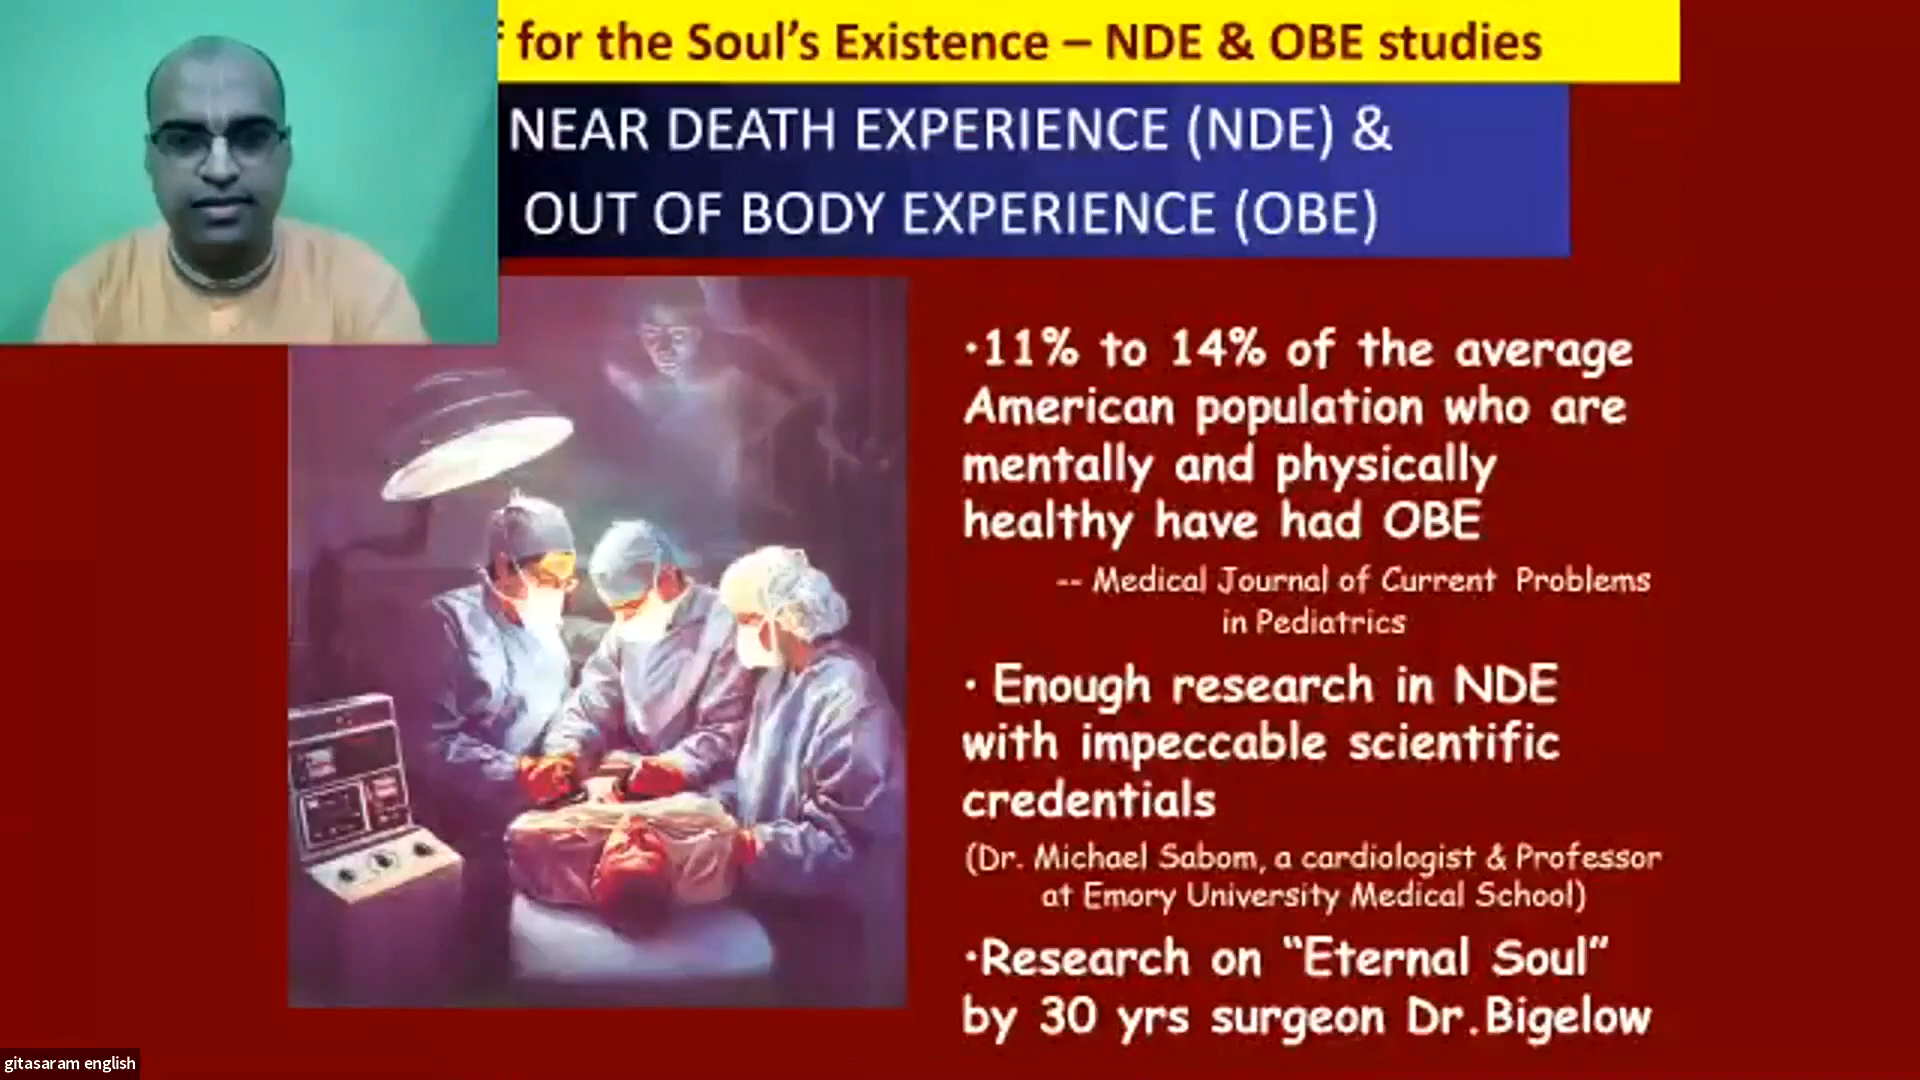 for the Soul’s Existence – NDE & OBE studies
NEAR DEATH EXPERIENCE (NDE) &
OUT OF BODY EXPERIENCE (OBE)
•11% to 14% of the average
American population who are
mentally and physically
healthy have had OBE
-- Medical Journal of Current Problems
in Pediatrics
• Enough research in NDE
with impeccable scientific
credentials
(Dr. Michael Sabom, a cardiologist & Professor
at Emory University Medical School)
•Research on “Eternal Soul”
by 30 yrs surgeon Dr.Bigelow
gitasaram english